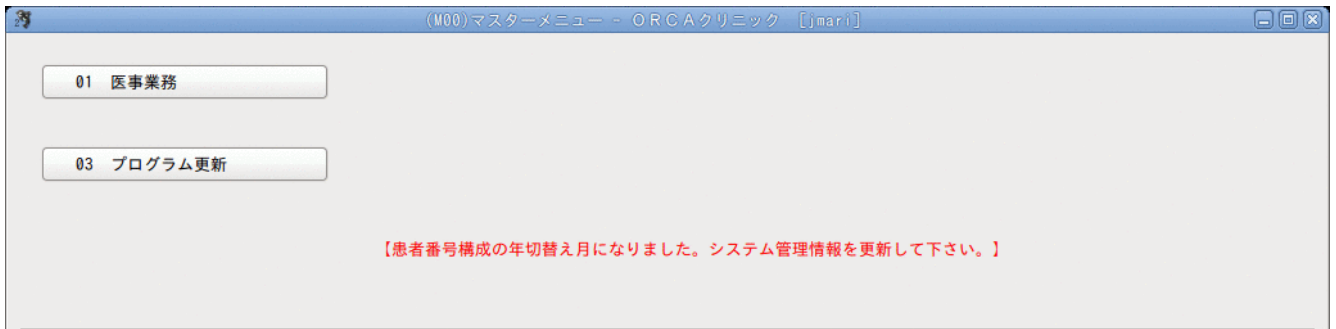 (M00)マスターメニュー - ＯＲＣＡクリニック [jmari]
01 医事業務
03 プログラム更新
【患者番号構成の年切替え月になりました。システム管理情報を更新して下さい。】